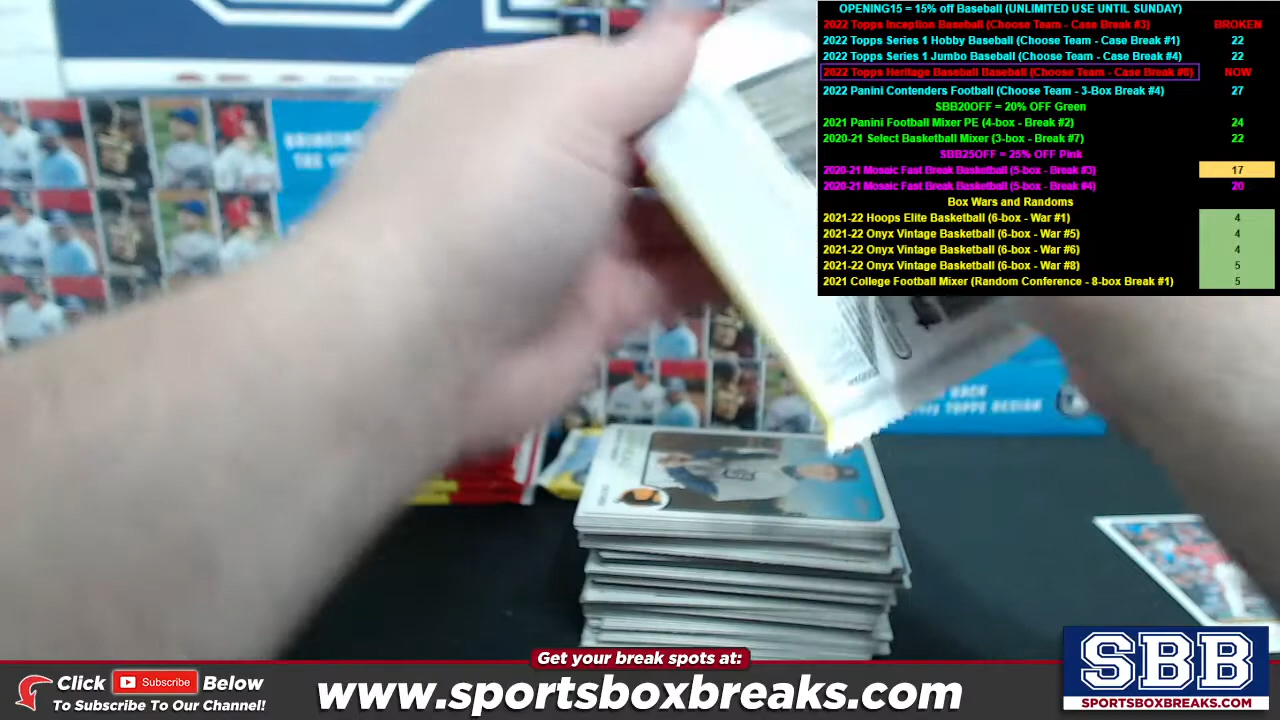 OPENING15 = 15% off Baseball (UNLIMITED USE UNTIL SUNDAY)
2022 Topps Inception Baseball (Choose Team - Case Break #3) BROKEN
2022 Topps Series 1 Hobby Baseball (Choose Team - Case Break #1) 22
2022 Topps Series 1 Jumbo Baseball (Choose Team - Case Break #4) 22
2022 Topps Heritage Baseball Baseball (Choose Team - Case Break #8) NOW
2022 Panini Contenders Football (Choose Team - 3-Box Break #4) 27
SBB20OFF = 20% OFF Green
2021 Panini Football Mixer PE (4-box - Break #2) 24
2020-21 Select Basketball Mixer (3-box - Break #7) 22
SBB25OFF = 25% OFF Pink
2020-21 Mosaic Fast Break Basketball (5-box - Break #3) 17
2020-21 Mosaic Fast Break Basketball (5-box - Break #4) 20
Box Wars and Randoms
2021-22 Hoops Elite Basketball (6-box - War #1) 4
2021-22 Onyx Vintage Basketball (6-box - War #5) 4
2021-22 Onyx Vintage Basketball (6-box - War #6) 4
2021-22 Onyx Vintage Basketball (6-box - War #8) 5
2021 College Football Mixer (Random Conference - 8-box Break #1) 5
BACK
TOPPS DESIGN
Get your break spots at:
Click Subscribe Below
To Subscribe To Our Channel!
www.sportsboxbreaks.com
SBB
SPORTSBOXBREAKS.COM